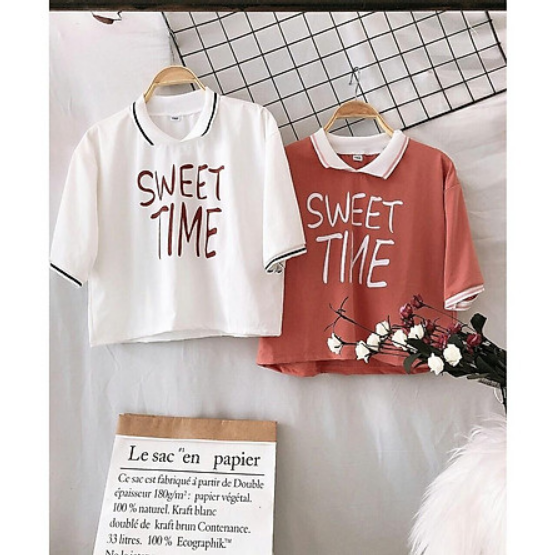 SWEET
TIME
SWEET
TIME
Le sac en papier
Ce sac est fabriqué à partir de Double
épaisseur 180g/m² : papier végétal.
100 % naturel. Kraft blanc
doublé de kraft brun Contenance.
33 litres. 100 % Ecographik™